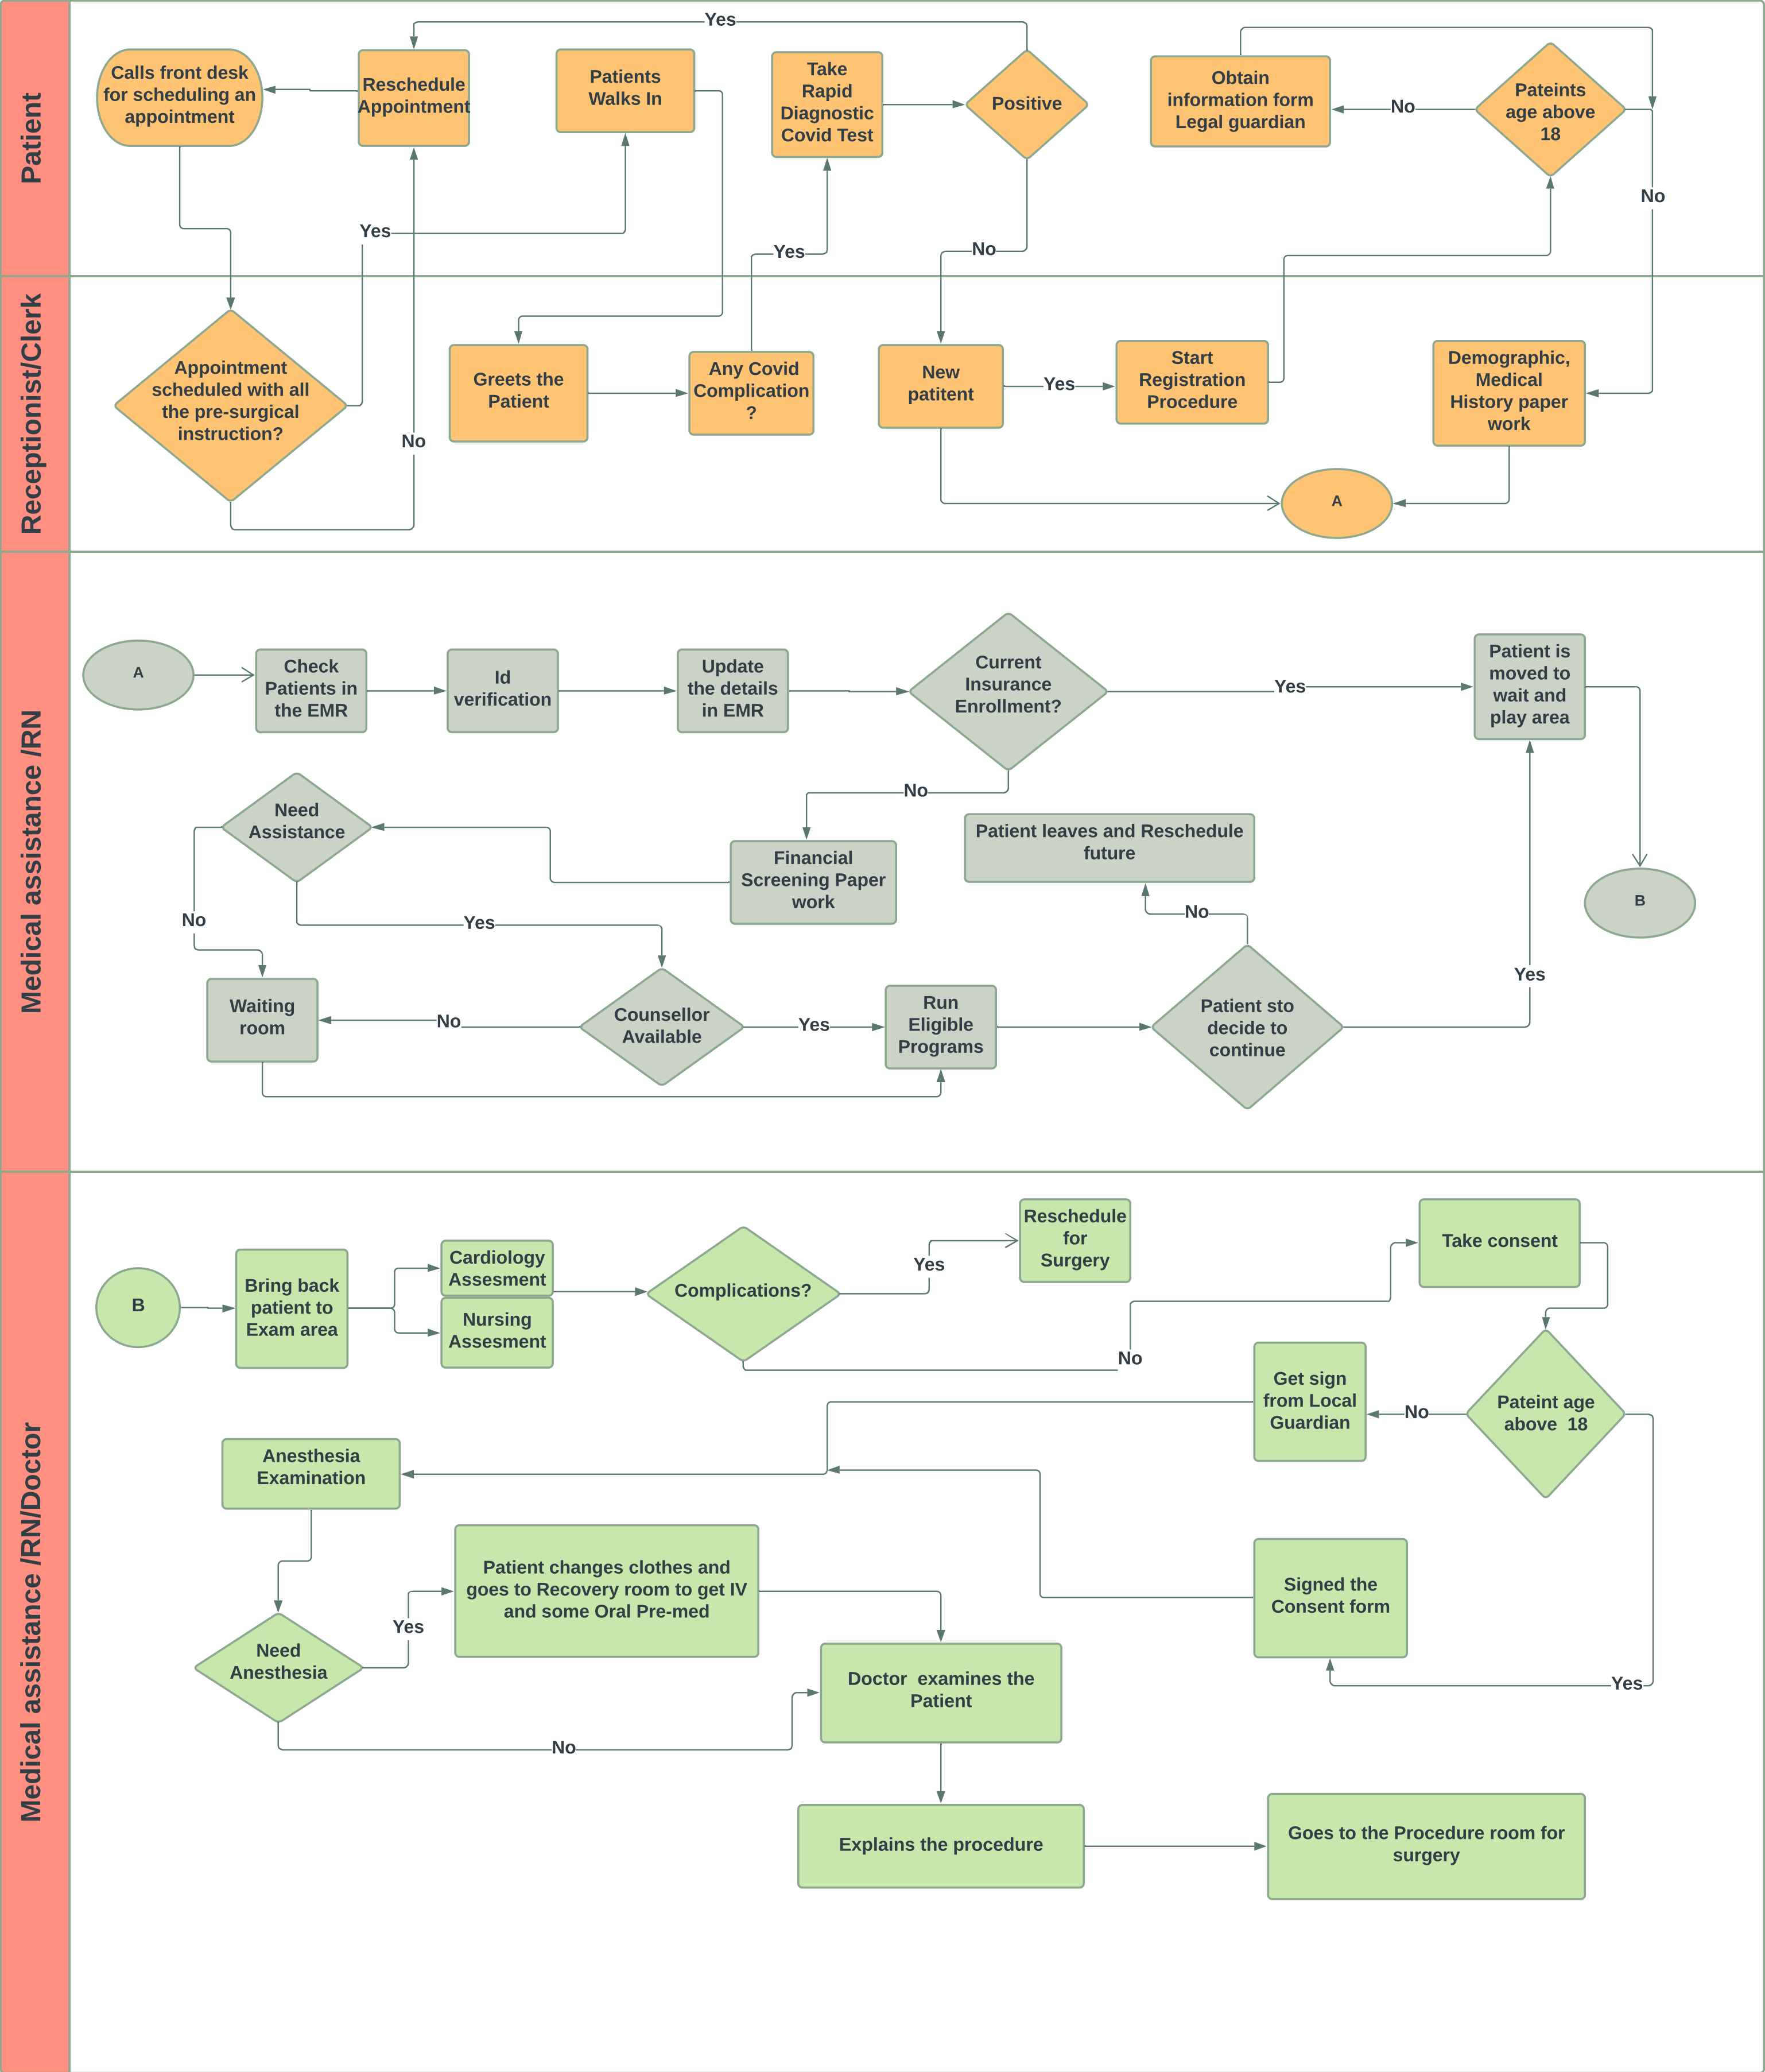 Patient
Yes
Calls front desk
for scheduling an
appointment
Reschedule
Appointment
Patients
Walks In
Take
Rapid
Diagnostic
Covid Test
Positive
Obtain
information form
Legal guardian
No
Pateints
age above
18
Yes
Yes
No
No
Receptionist/Clerk
Appointment
scheduled with all
the pre-surgical
instruction?
No
Greets the
Patient
Any Covid
Complication
?
New
patitent
Yes
Start
Registration
Procedure
Demographic,
Medical
History paper
work
A
Medical assistance /RN
A
Check
Patients in
the EMR
Id
verification
Update
the details
in EMR
Current
Insurance
Enrollment?
Yes
Patient is
moved to
wait and
play area
No
Need
Assistance
Financial
Screening Paper
work
Patient leaves and Reschedule
future
B
No
Yes
No
Yes
Waiting
room
No
Counsellor
Available
Yes
Run
Eligible
Programs
Patient sto
decide to
continue
Medical assistance /RN/Doctor
B
Bring back
patient to
Exam area
Cardiology
Assesment
Nursing
Assesment
Complications?
Yes
Reschedule
for
Surgery
Take consent
No
Get sign
from Local
Guardian
No
Pateint age
above  18
Anesthesia
Examination
Patient changes clothes and
goes to Recovery room to get IV
and some Oral Pre-med
Signed the
Consent form
Yes
Need
Anesthesia
Doctor  examines the
Patient
Yes
No
Explains the procedure
Goes to the Procedure room for
surgery